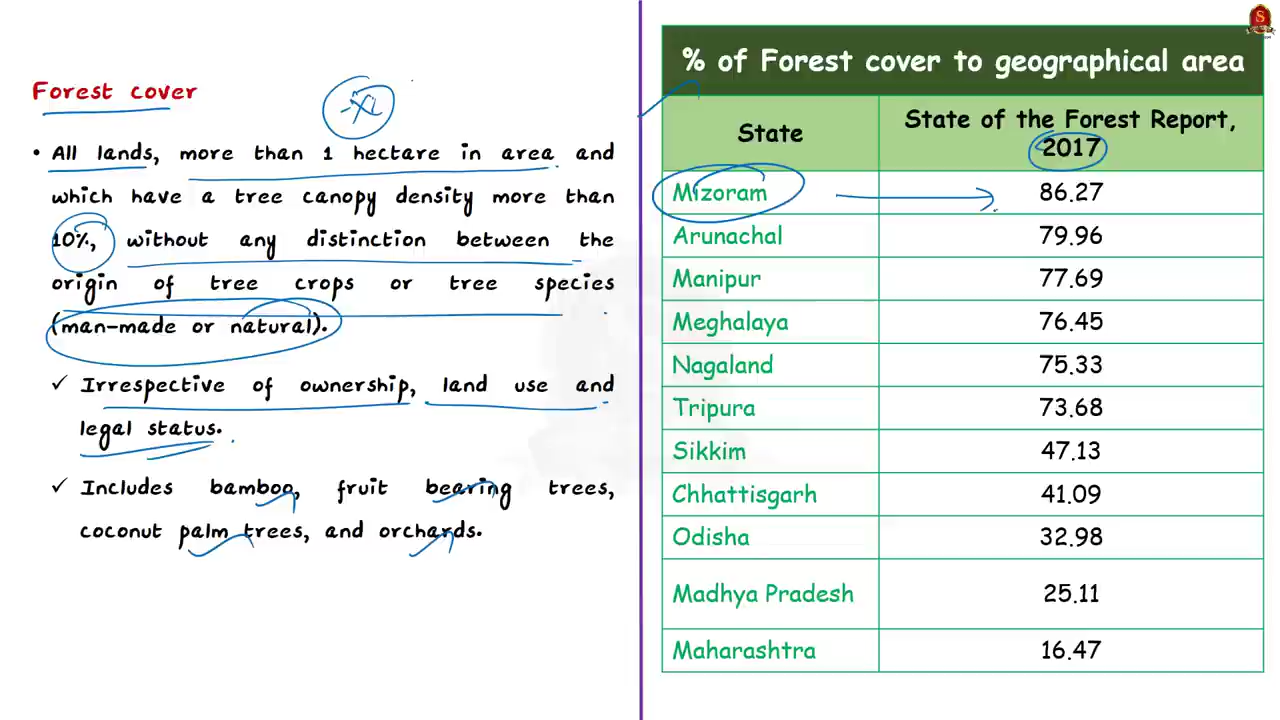 Forest cover
• All lands, more than 1 hectare in area and
which have a tree canopy density more than
10%, without any distinction between the
origin of tree crops or tree species
(man-made or natural).
✓ Irrespective of ownership, land use and
legal status.
✓ Includes bamboo, fruit bearing trees,
coconut palm trees, and orchards.
% of Forest cover to geographical area
State State of the Forest Report,
2017
Mizoram 86.27
Arunachal 79.96
Manipur 77.69
Meghalaya 76.45
Nagaland 75.33
Tripura 73.68
Sikkim 47.13
Chhattisgarh 41.09
Odisha 32.98
Madhya Pradesh 25.11
Maharashtra 16.47